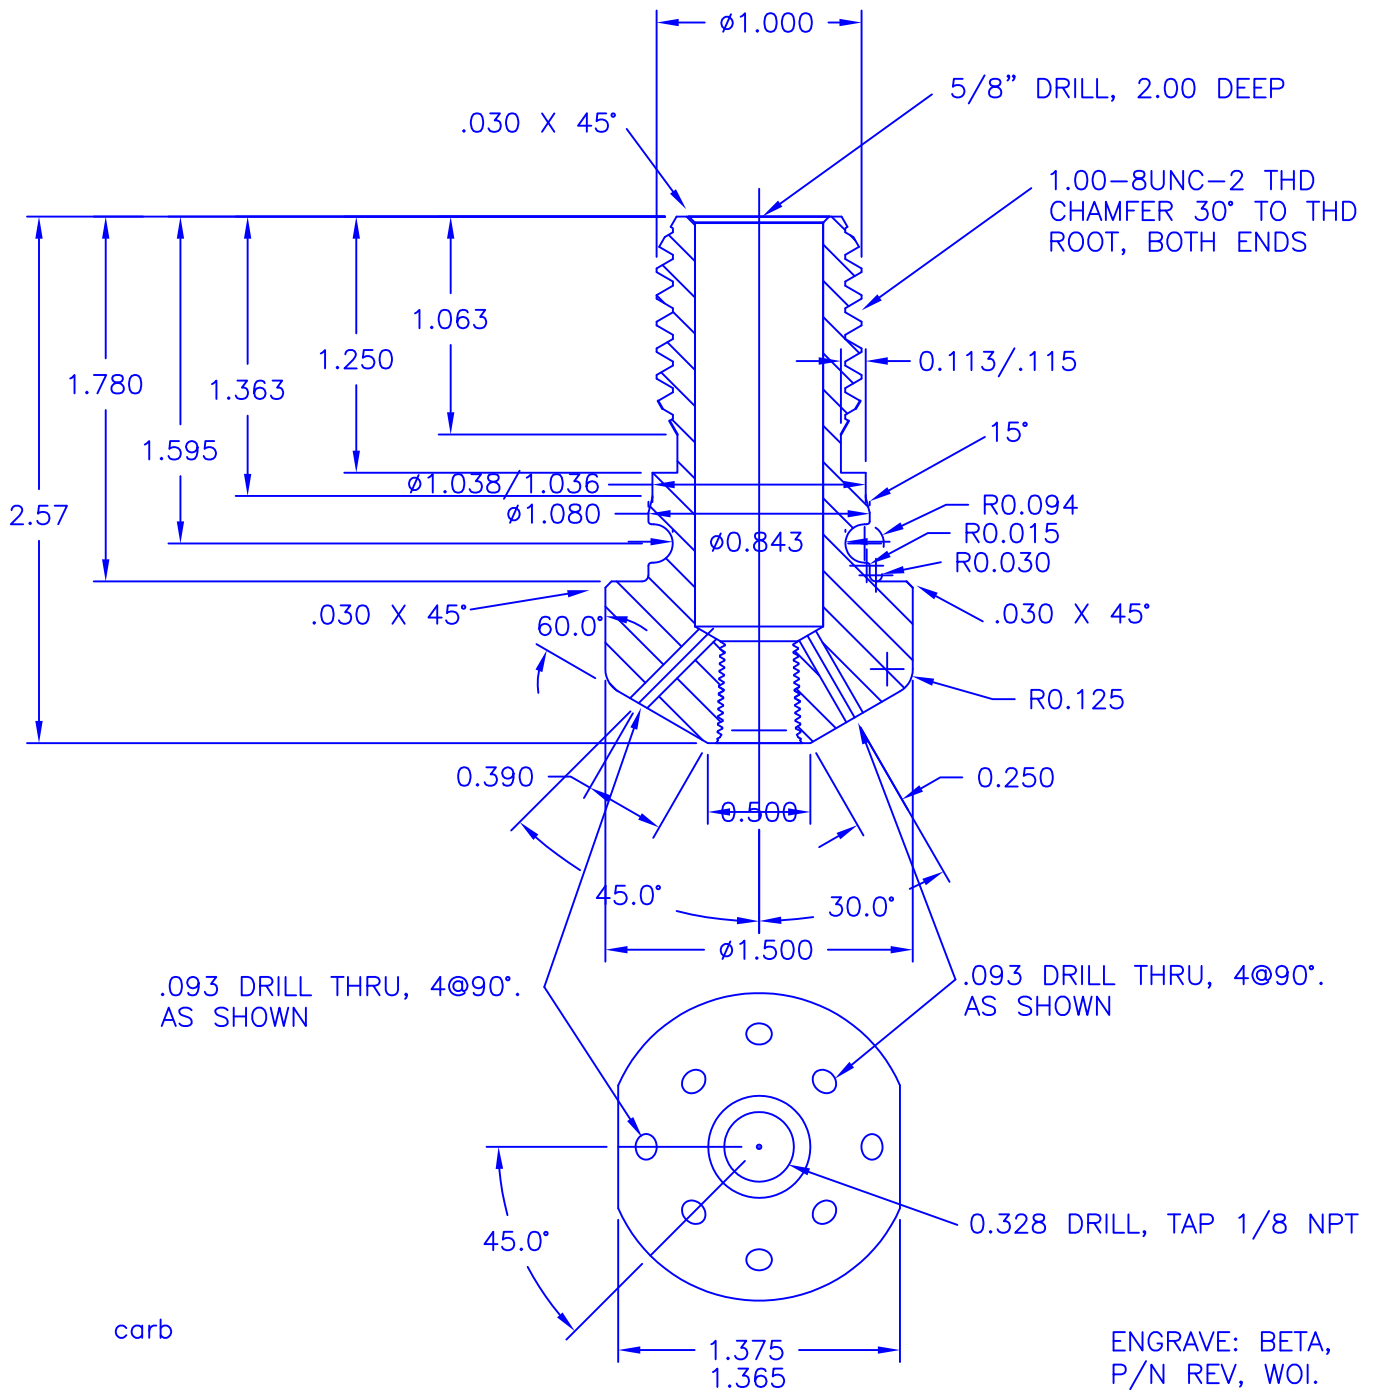 ø1.000
5/8” DRILL, 2.00 DEEP
.030 X 45°
1.00-8UNC-2 THD
CHAMFER 30° TO THD
ROOT, BOTH ENDS
1.063
1.250
0.113/.115
1.780
1.363
1.595
15°
ø1.038/1.036
2.57
ø1.080
R0.094
R0.015
ø0.843
R0.030
.030 X 45°
60.0°
.030 X 45°
R0.125
0.390
0.250
0.500
45.0°
30.0°
ø1.500
.093 DRILL THRU, 4@90°.
AS SHOWN
.093 DRILL THRU, 4@90°.
AS SHOWN
0.328 DRILL, TAP 1/8 NPT
45.0°
carb
1.375
1.365
ENGRAVE: BETA,
P/N REV, WOI.